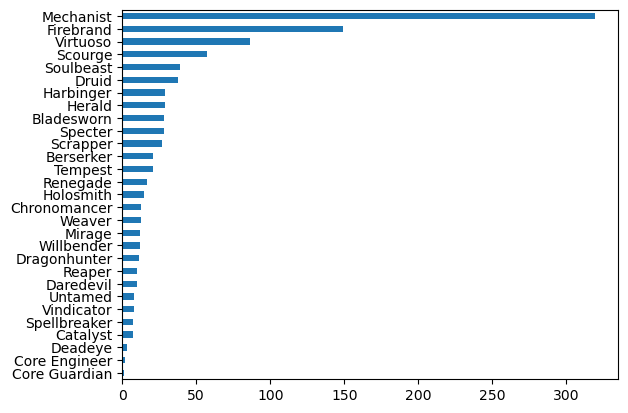 Mechanist
Firebrand
Virtuoso
Scourge
Soulbeast
Druid
Harbinger
Herald
Bladesworn
Specter
Scrapper
Berserker
Tempest
Renegade
Holosmith
Chronomancer
Weaver
Mirage
Willbender
Dragonhunter
Reaper
Daredevil
Untamed
Vindicator
Spellbreaker
Catalyst
Deadeye
Core Engineer
Core Guardian
0 50 100 150 200 250 300